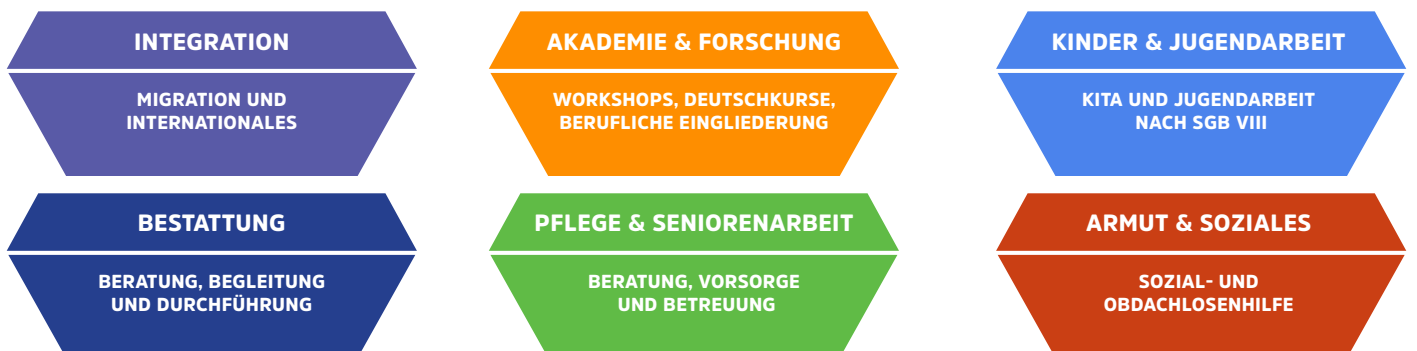 INTEGRATION
MIGRATION UND
INTERNATIONALES
AKADEMIE & FORSCHUNG
WORKSHOPS, DEUTSCHKURSE,
BERUFLICHE EINGLIEDERUNG
KINDER & JUGENDARBEIT
KITA UND JUGENDARBEIT
NACH SGB VIII
BESTATTUNG
BERATUNG, BEGLEITUNG
UND DURCHFÜHRUNG
PFLEGE & SENIORENARBEIT
BERATUNG, VORSORGE
UND BETREUUNG
ARMUT & SOZIALES
SOZIAL- UND
OBDACHLOSENHILFE